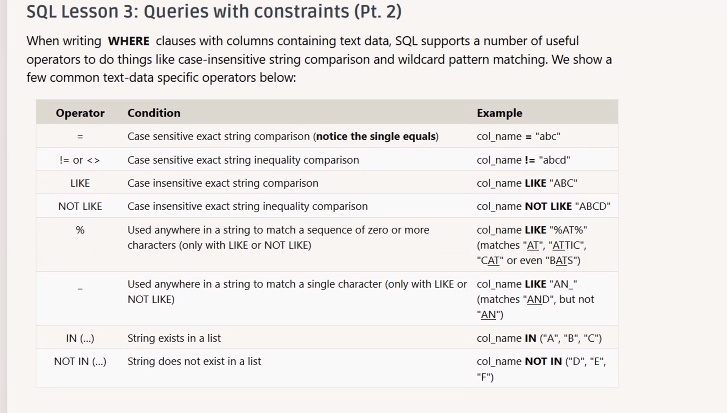 SQL Lesson 3: Queries with constraints (Pt. 2)
When writing WHERE clauses with columns containing text data, SQL supports a number of useful
operators to do things like case-insensitive string comparison and wildcard pattern matching. We show a
few common text-data specific operators below:
Operator Condition Example
= Case sensitive exact string comparison (notice the single equals) col_name = "abc"
!= or <> Case sensitive exact string inequality comparison col_name != "abcd"
LIKE Case insensitive exact string comparison col_name LIKE "ABC"
NOT LIKE Case insensitive exact string inequality comparison col_name NOT LIKE "ABCD"
% Used anywhere in a string to match a sequence of zero or more col_name LIKE "%AT%"
characters (only with LIKE or NOT LIKE) (matches "AT", "ATTIC",
"CAT" or even "BATS")
_ Used anywhere in a string to match a single character (only with LIKE or col_name LIKE "AN_"
NOT LIKE) (matches "AND", but not
"AN")
IN (...) String exists in a list col_name IN ("A", "B", "C")
NOT IN (...) String does not exist in a list col_name NOT IN ("D", "E",
"F")